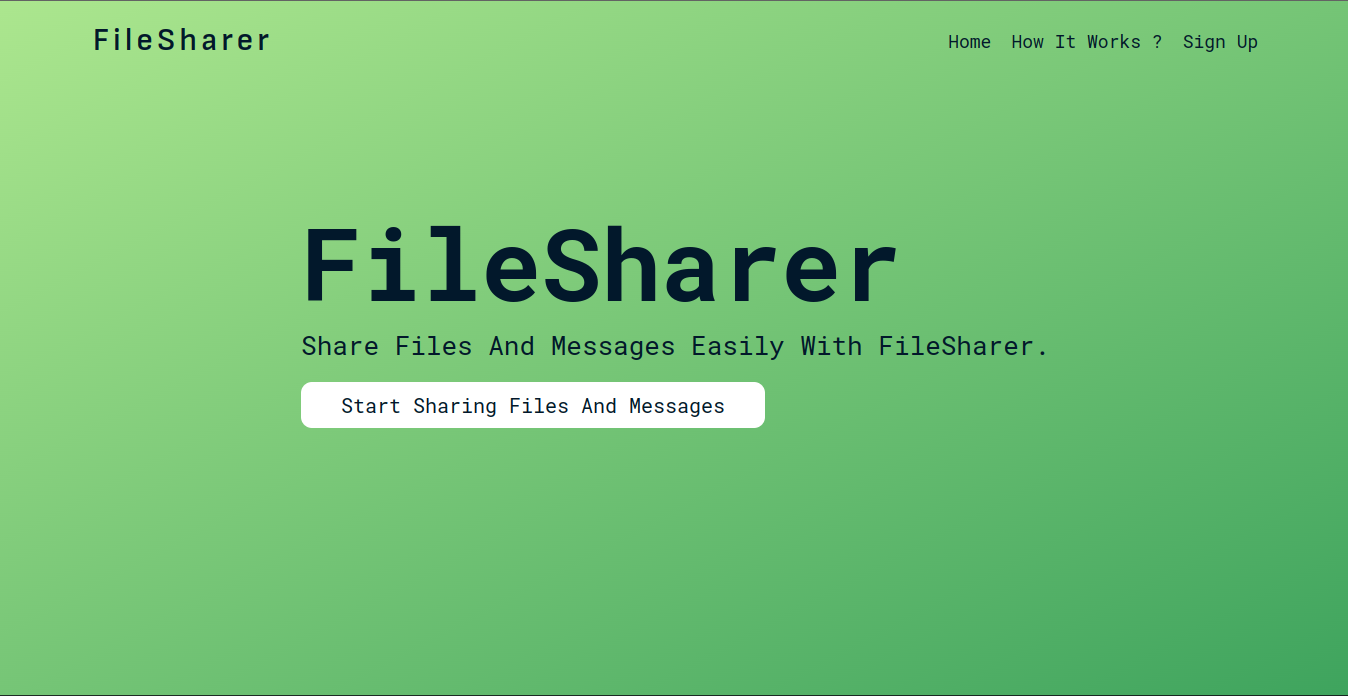 FileSharer
Home How It Works ? Sign Up
FileSharer
Share Files And Messages Easily With FileSharer.
Start Sharing Files And Messages